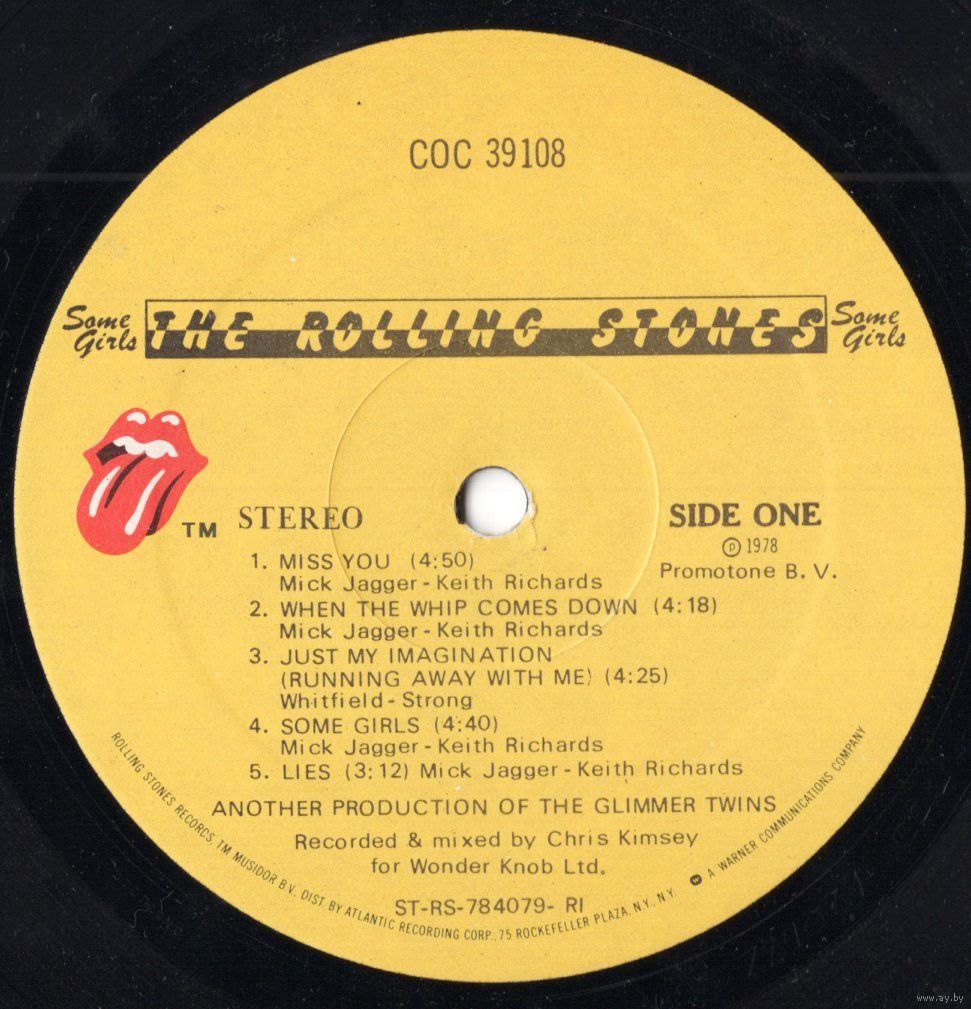 COC 39108
Some Girls
THE ROLLING STONES
Some Girls
TM
STEREO
SIDE ONE
℗ 1978
Promotone B.V.
1. MISS YOU (4:50)
Mick Jagger-Keith Richards
2. WHEN THE WHIP COMES DOWN (4:18)
Mick Jagger-Keith Richards
3. JUST MY IMAGINATION
(RUNNING AWAY WITH ME) (4:25)
Whitfield-Strong
4. SOME GIRLS (4:40)
Mick Jagger-Keith Richards
5. LIES (3:12) Mick Jagger-Keith Richards
ANOTHER PRODUCTION OF THE GLIMMER TWINS
Recorded & mixed by Chris Kimsey
for Wonder Knob Ltd.
ST-RS-784079- RI
ROLLING STONES RECORDS, TM MUSIDOR B.V. DIST. BY ATLANTIC RECORDING CORP., 75 ROCKEFELLER PLAZA, N.Y., N.Y. A WARNER COMMUNICATIONS COMPANY
www.ay.by